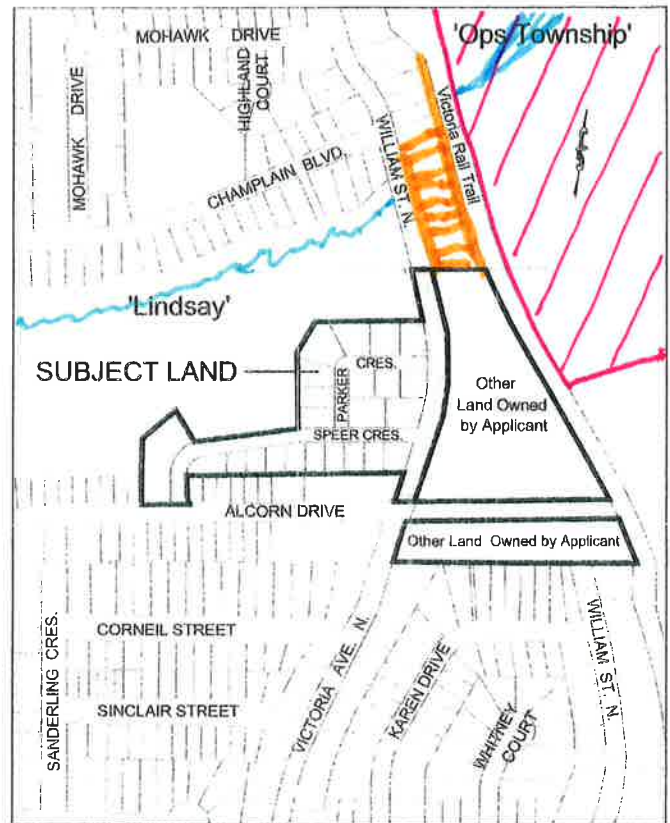 MOHAWK DRIVE
'Ops Township'
MOHAWK DRIVE
HIGHLAND
COURT
WILLIAM ST. N.
Victoria Rail Trail
CHAMPLAIN BLVD.
'Lindsay'
SUBJECT LAND
CRES.
PARKER
SPEER CRES.
Other
Land Owned
by Applicant
ALCORN DRIVE
Other Land Owned by Applicant
SANDERLING CRES.
CORNEIL STREET
SINCLAIR STREET
VICTORIA AVE. N.
KAREN DRIVE
WHITNEY
COURT
WILLIAM ST. N.